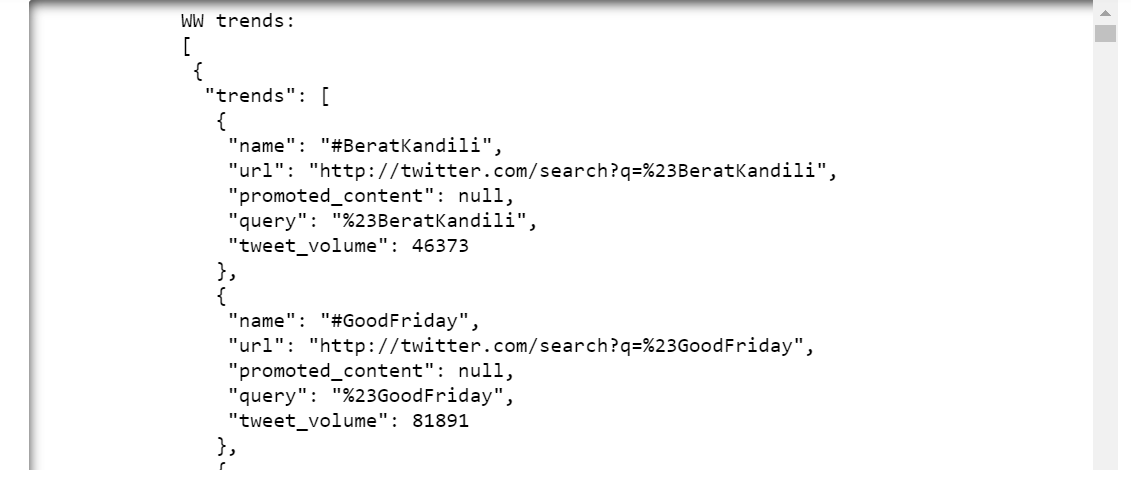 WW trends:
[
{
"trends": [
{
"name": "#BeratKandili",
"url": "http://twitter.com/search?q=%23BeratKandili",
"promoted_content": null,
"query": "%23BeratKandili",
"tweet_volume": 46373
},
{
"name": "#GoodFriday",
"url": "http://twitter.com/search?q=%23GoodFriday",
"promoted_content": null,
"query": "%23GoodFriday",
"tweet_volume": 81891
},
{